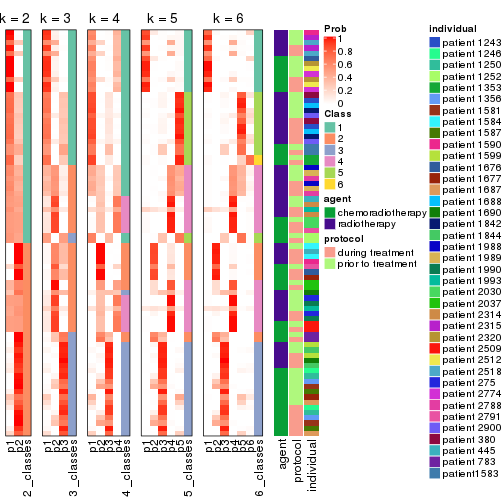 k = 2 k = 3 k = 4 k = 5 k = 6
Prob
1
0.8
0.6
0.4
0.2
0
Class
1
2
3
4
5
6
agent
chemoradiotherapy
radiotherapy
protocol
during treatment
prior to treatment
individual
patient 1243
patient 1246
patient 1250
patient 1252
patient 1353
patient 1356
patient 1581
patient 1584
patient 1587
patient 1590
patient 1599
patient 1676
patient 1677
patient 1687
patient 1688
patient 1690
patient 1842
patient 1844
patient 1988
patient 1989
patient 1990
patient 1993
patient 2030
patient 2037
patient 2314
patient 2315
patient 2320
patient 2509
patient 2512
patient 2518
patient 275
patient 2774
patient 2788
patient 2791
patient 2900
patient 380
patient 445
patient 783
patient1583
p1
p2
2_classes
p1
p2
p3
3_classes
p1
p2
p3
p4
4_classes
p1
p2
p3
p4
p5
5_classes
p1
p2
p3
p4
p5
p6
6_classes
agent
protocol
individual